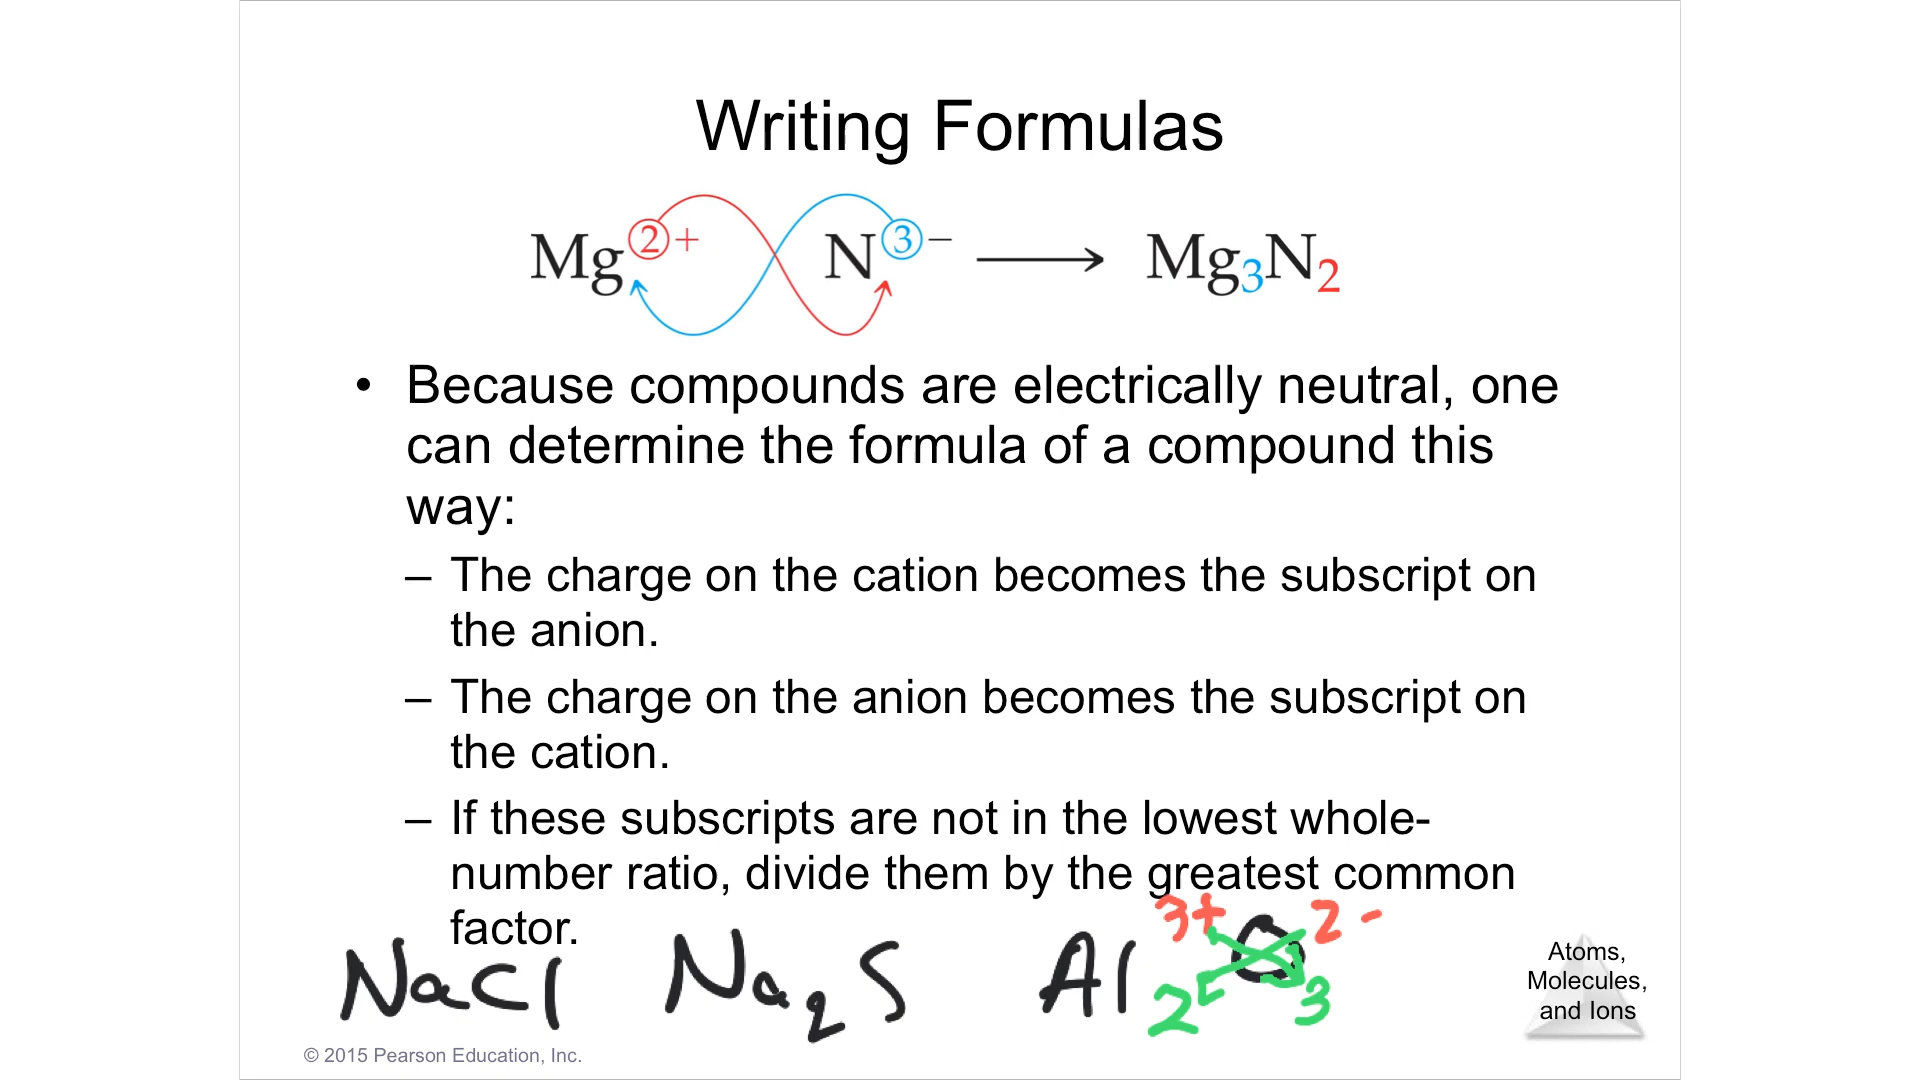 Writing Formulas
Mg②+ N③− ⟶ Mg₃N₂
• Because compounds are electrically neutral, one
can determine the formula of a compound this
way:
– The charge on the cation becomes the subscript on
the anion.
– The charge on the anion becomes the subscript on
the cation.
– If these subscripts are not in the lowest whole-
number ratio, divide them by the greatest common
factor.
NaCl Na₂S Al³⁺₂ O²⁻₃
Atoms,
Molecules,
and Ions
© 2015 Pearson Education, Inc.